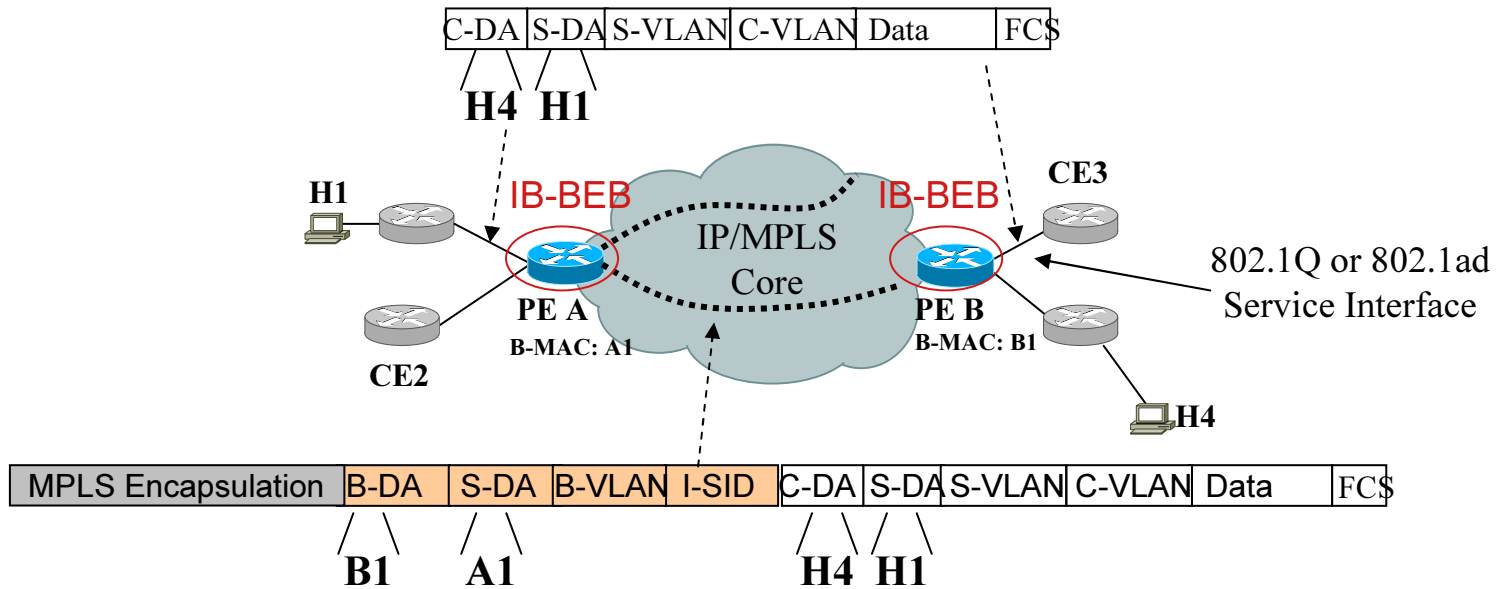 C-DA S-DA S-VLAN C-VLAN Data FCS
H4 H1
CE3
H1
IB-BEB
IB-BEB
IP/MPLS
Core
802.1Q or 802.1ad
Service Interface
PE A
B-MAC: A1
PE B
B-MAC: B1
CE2
H4
MPLS Encapsulation B-DA S-DA B-VLAN I-SID C-DA S-DA S-VLAN C-VLAN Data FCS
B1 A1 H4 H1